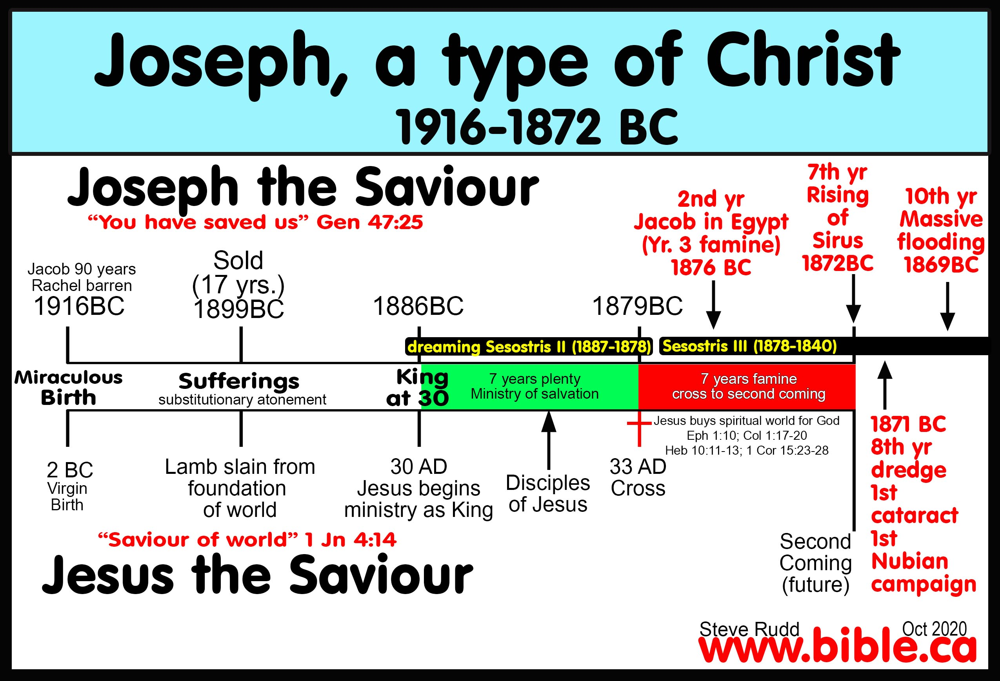 Joseph, a type of Christ
1916-1872 BC
Joseph the Saviour
“You have saved us” Gen 47:25
Jacob 90 years
Rachel barren
1916BC
Sold
(17 yrs.)
1899BC
1886BC
1879BC
2nd yr
Jacob in Egypt
(Yr. 3 famine)
1876 BC
7th yr
Rising
of
Sirus
1872BC
10th yr
Massive
flooding
1869BC
dreaming Sesostris II (1887-1878)
Sesostris III (1878-1840)
Miraculous
Birth
Sufferings
substitutionary atonement
King
at 30
7 years plenty
Ministry of salvation
7 years famine
cross to second coming
Jesus buys spiritual world for God
Eph 1:10; Col 1:17-20
Heb 10:11-13; 1 Cor 15:23-28
2 BC
Virgin
Birth
Lamb slain from
foundation
of world
30 AD
Jesus begins
ministry as King
Disciples
of Jesus
33 AD
Cross
Second
Coming
(future)
1871 BC
8th yr
dredge
1st
cataract
1st
Nubian
campaign
“Saviour of world” 1 Jn 4:14
Jesus the Saviour
Steve Rudd
Oct 2020
www.bible.ca